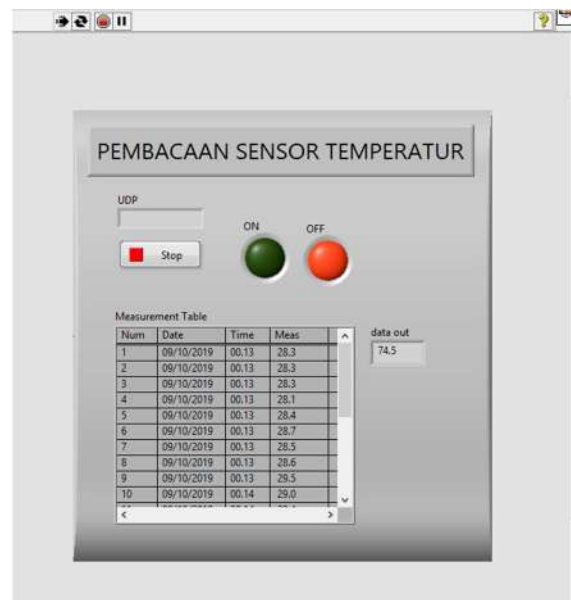 PEMBACAAN SENSOR TEMPERATUR
UDP
ON OFF
Stop
Measurement Table
data out
74.5
Num Date Time Meas
1 09/10/2019 00.13 28.3
2 09/10/2019 00.13 28.3
3 09/10/2019 00.13 28.3
4 09/10/2019 00.13 28.1
5 09/10/2019 00.13 28.4
6 09/10/2019 00.13 28.7
7 09/10/2019 00.13 28.5
8 09/10/2019 00.13 28.6
9 09/10/2019 00.13 29.5
10 09/10/2019 00.14 29.0